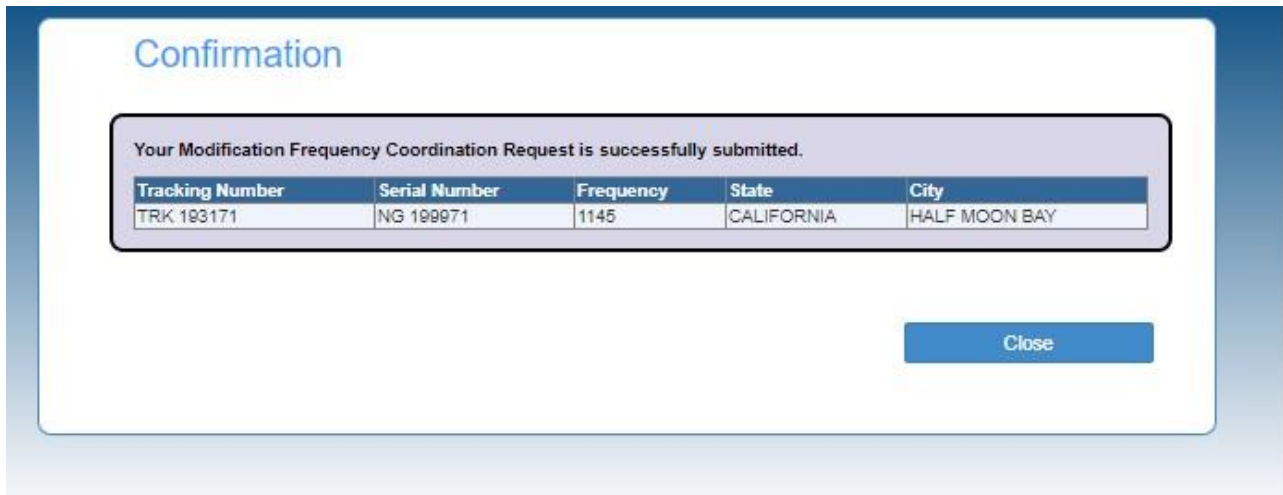 Confirmation
Your Modification Frequency Coordination Request is successfully submitted.
Tracking Number Serial Number Frequency State City
TRK 193171 NG 199971 1145 CALIFORNIA HALF MOON BAY
Close